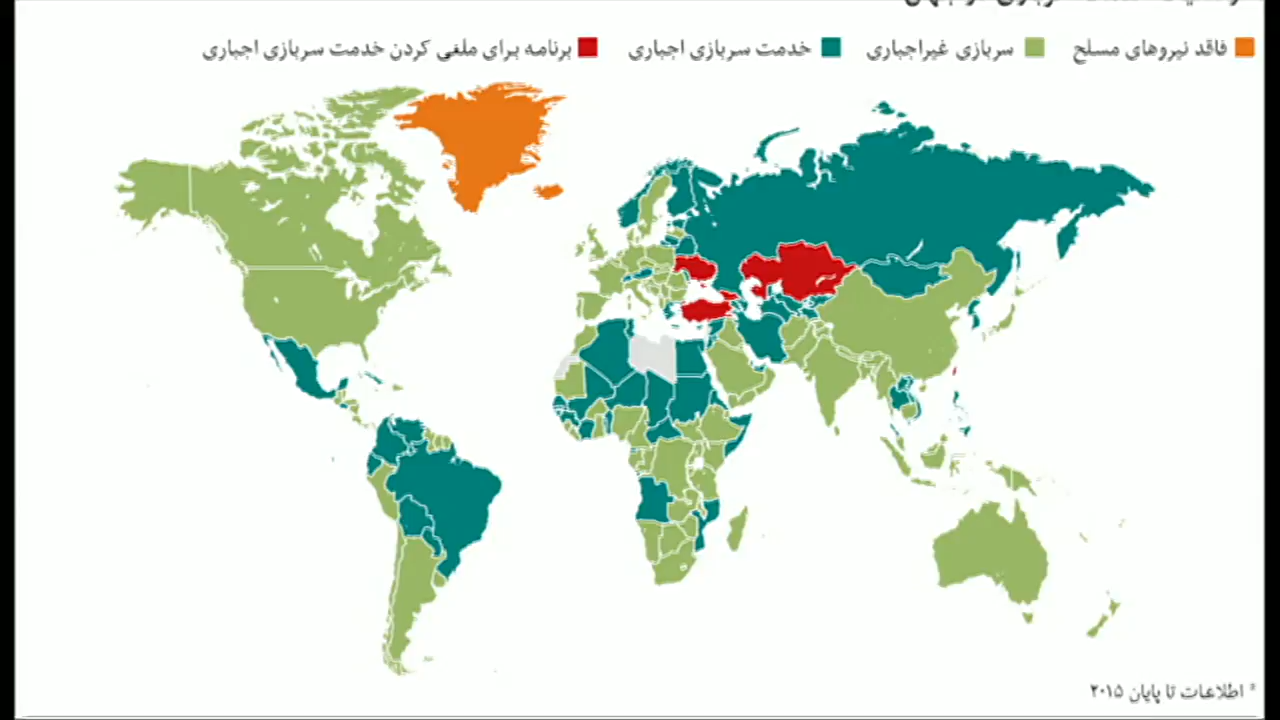 فاقد نیروهای مسلح سربازی غیراجباری خدمت سربازی اجباری برنامه برای ملغی کردن خدمت سربازی اجباری
* اطلاعات تا پایان ۲۰۱۵